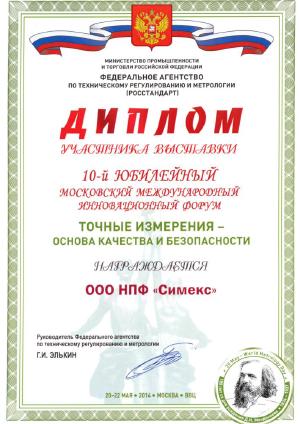 МИНИСТЕРСТВО ПРОМЫШЛЕННОСТИ
И ТОРГОВЛИ РОССИЙСКОЙ ФЕДЕРАЦИИ
ФЕДЕРАЛЬНОЕ АГЕНТСТВО
ПО ТЕХНИЧЕСКОМУ РЕГУЛИРОВАНИЮ И МЕТРОЛОГИИ
(РОССТАНДАРТ)
ДИПЛОМ
УЧАСТНИКА ВЫСТАВКИ
10-й ЮБИЛЕЙНЫЙ
МОСКОВСКИЙ МЕЖДУНАРОДНЫЙ
ИННОВАЦИОННЫЙ ФОРУМ
ТОЧНЫЕ ИЗМЕРЕНИЯ –
ОСНОВА КАЧЕСТВА И БЕЗОПАСНОСТИ
НАГРАЖДАЕТСЯ
ООО НПФ «Симекс»
Руководитель Федерального агентства
по техническому регулированию и метрологии
Г.И. ЭЛЬКИН
20–22 МАЯ • 2014 • МОСКВА • ВВЦ